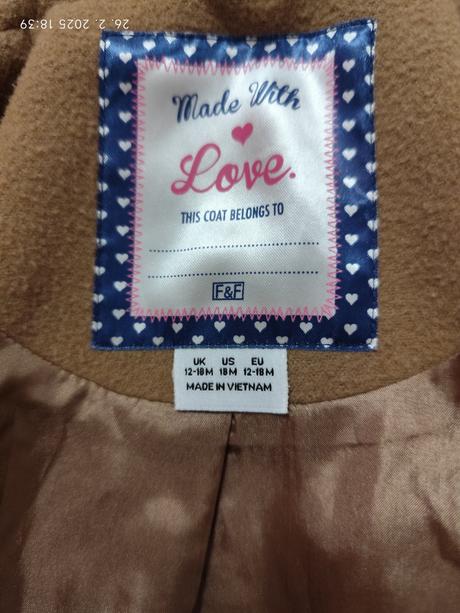 26. 2. 2025 18:39
Made With
Love.
THIS COAT BELONGS TO
F&F
UK US EU
12-18M 18M 12-18M
MADE IN VIETNAM